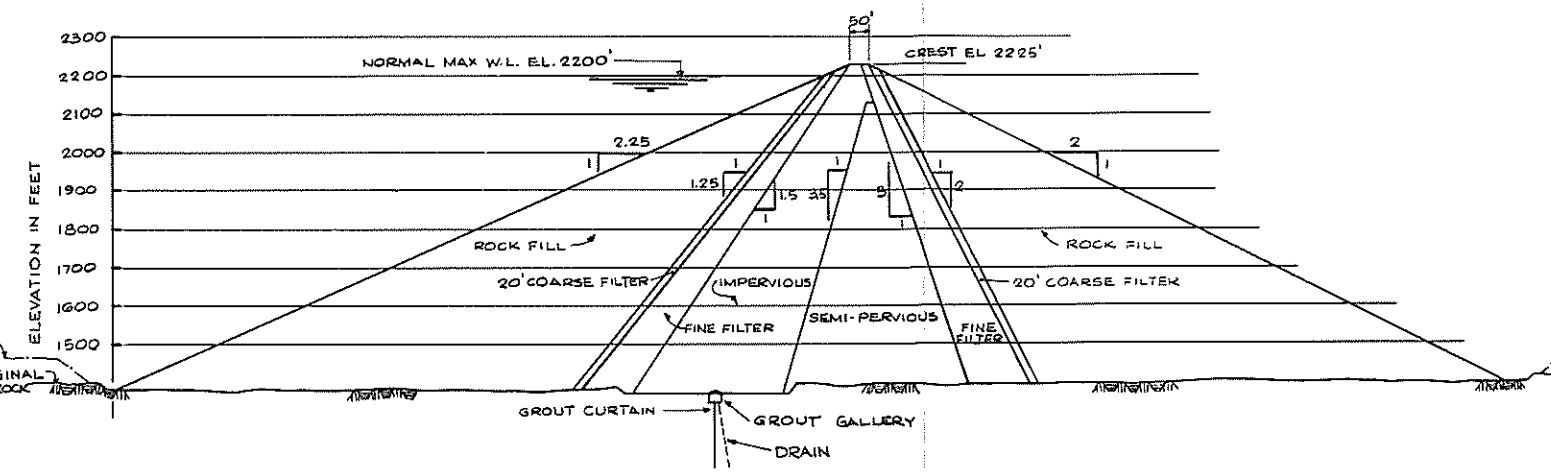 50'
2300
NORMAL MAX W.L. EL. 2200'
CREST EL 2225'
2200
2100
2000
2.25
1
2
1
1900
1
1.25
1.5
1
1
3.5
3
1
1
2
1800
ROCK FILL
ROCK FILL
1700
20' COARSE FILTER
IMPERVIOUS
20' COARSE FILTER
1600
FINE FILTER
SEMI-PERVIOUS
FINE
FILTER
1500
ELEVATION IN FEET
GROUT CURTAIN
GROUT GALLERY
DRAIN